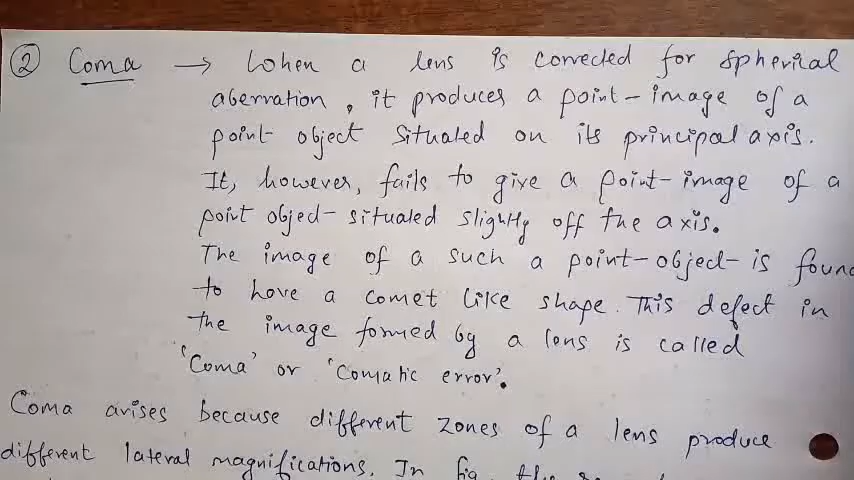 ② Coma → When a lens is corrected for spherical
aberration, it produces a point-image of a
point object situated on its principal axis.
It, however, fails to give a point-image of a
point object situated slightly off the axis.
The image of a such a point-object is found
to have a comet like shape. This defect in
the image formed by a lens is called
'Coma' or 'Comatic error'.
Coma arises because different zones of a lens produce
different lateral magnifications. In fig. the